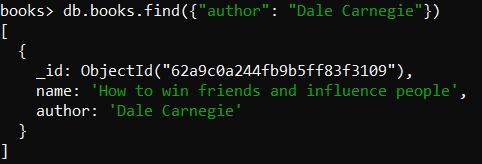 books> db.books.find({"author": "Dale Carnegie"})
[
  {
    _id: ObjectId("62a9c0a244fb9b5ff83f3109"),
    name: 'How to win friends and influence people',
    author: 'Dale Carnegie'
  }
]